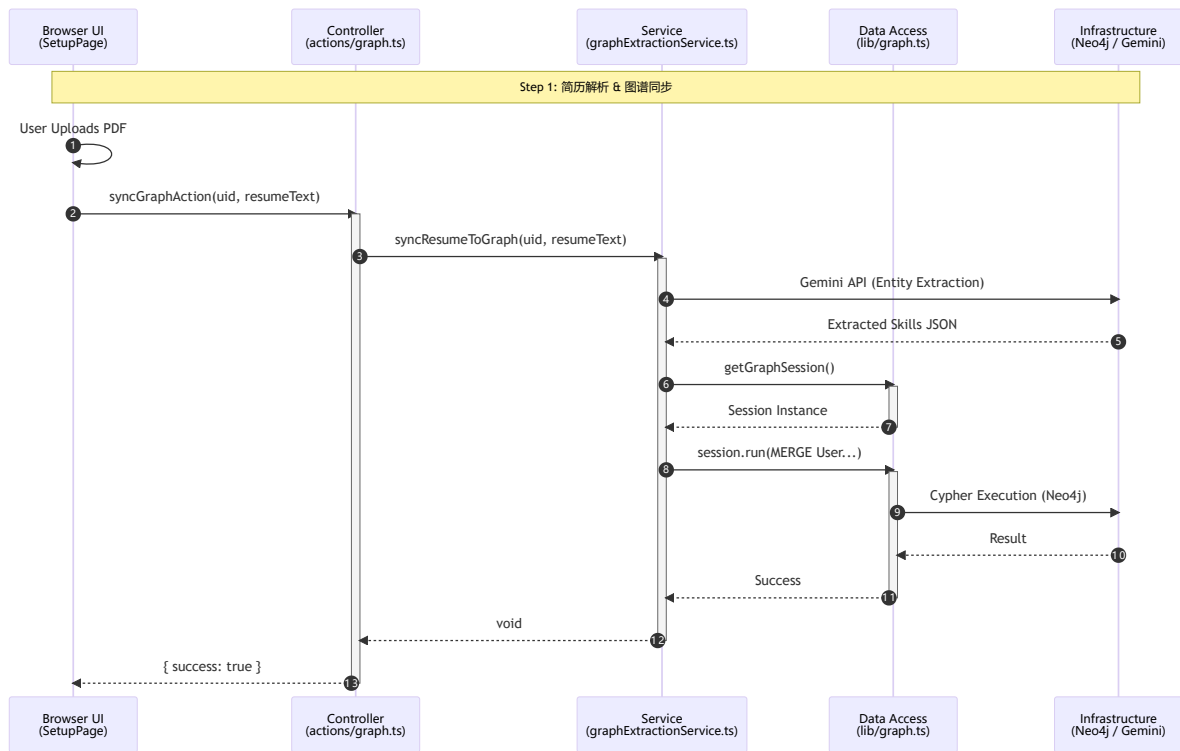 Browser UI
(SetupPage)
Controller
(actions/graph.ts)
Service
(graphExtractionService.ts)
Data Access
(lib/graph.ts)
Infrastructure
(Neo4j / Gemini)
Step 1: 简历解析 & 图谱同步
User Uploads PDF
1
syncGraphAction(uid, resumeText)
2
syncResumeToGraph(uid, resumeText)
3
Gemini API (Entity Extraction)
4
Extracted Skills JSON
5
getGraphSession()
6
Session Instance
7
session.run(MERGE User...)
8
Cypher Execution (Neo4j)
9
Result
10
Success
11
void
12
{ success: true }
13
Browser UI
(SetupPage)
Controller
(actions/graph.ts)
Service
(graphExtractionService.ts)
Data Access
(lib/graph.ts)
Infrastructure
(Neo4j / Gemini)